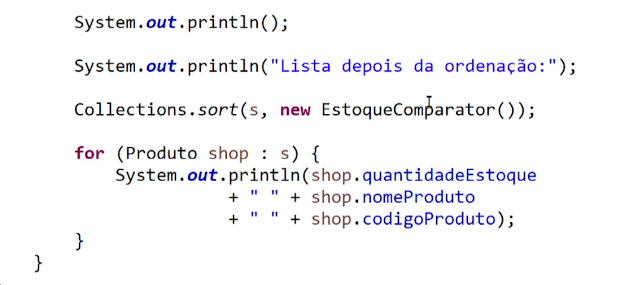 System.out.println();
System.out.println("Lista depois da ordenação:");
Collections.sort(s, new EstoqueComparator());
for (Produto shop : s) {
System.out.println(shop.quantidadeEstoque
+ " " + shop.nomeProduto
+ " " + shop.codigoProduto);
}
}